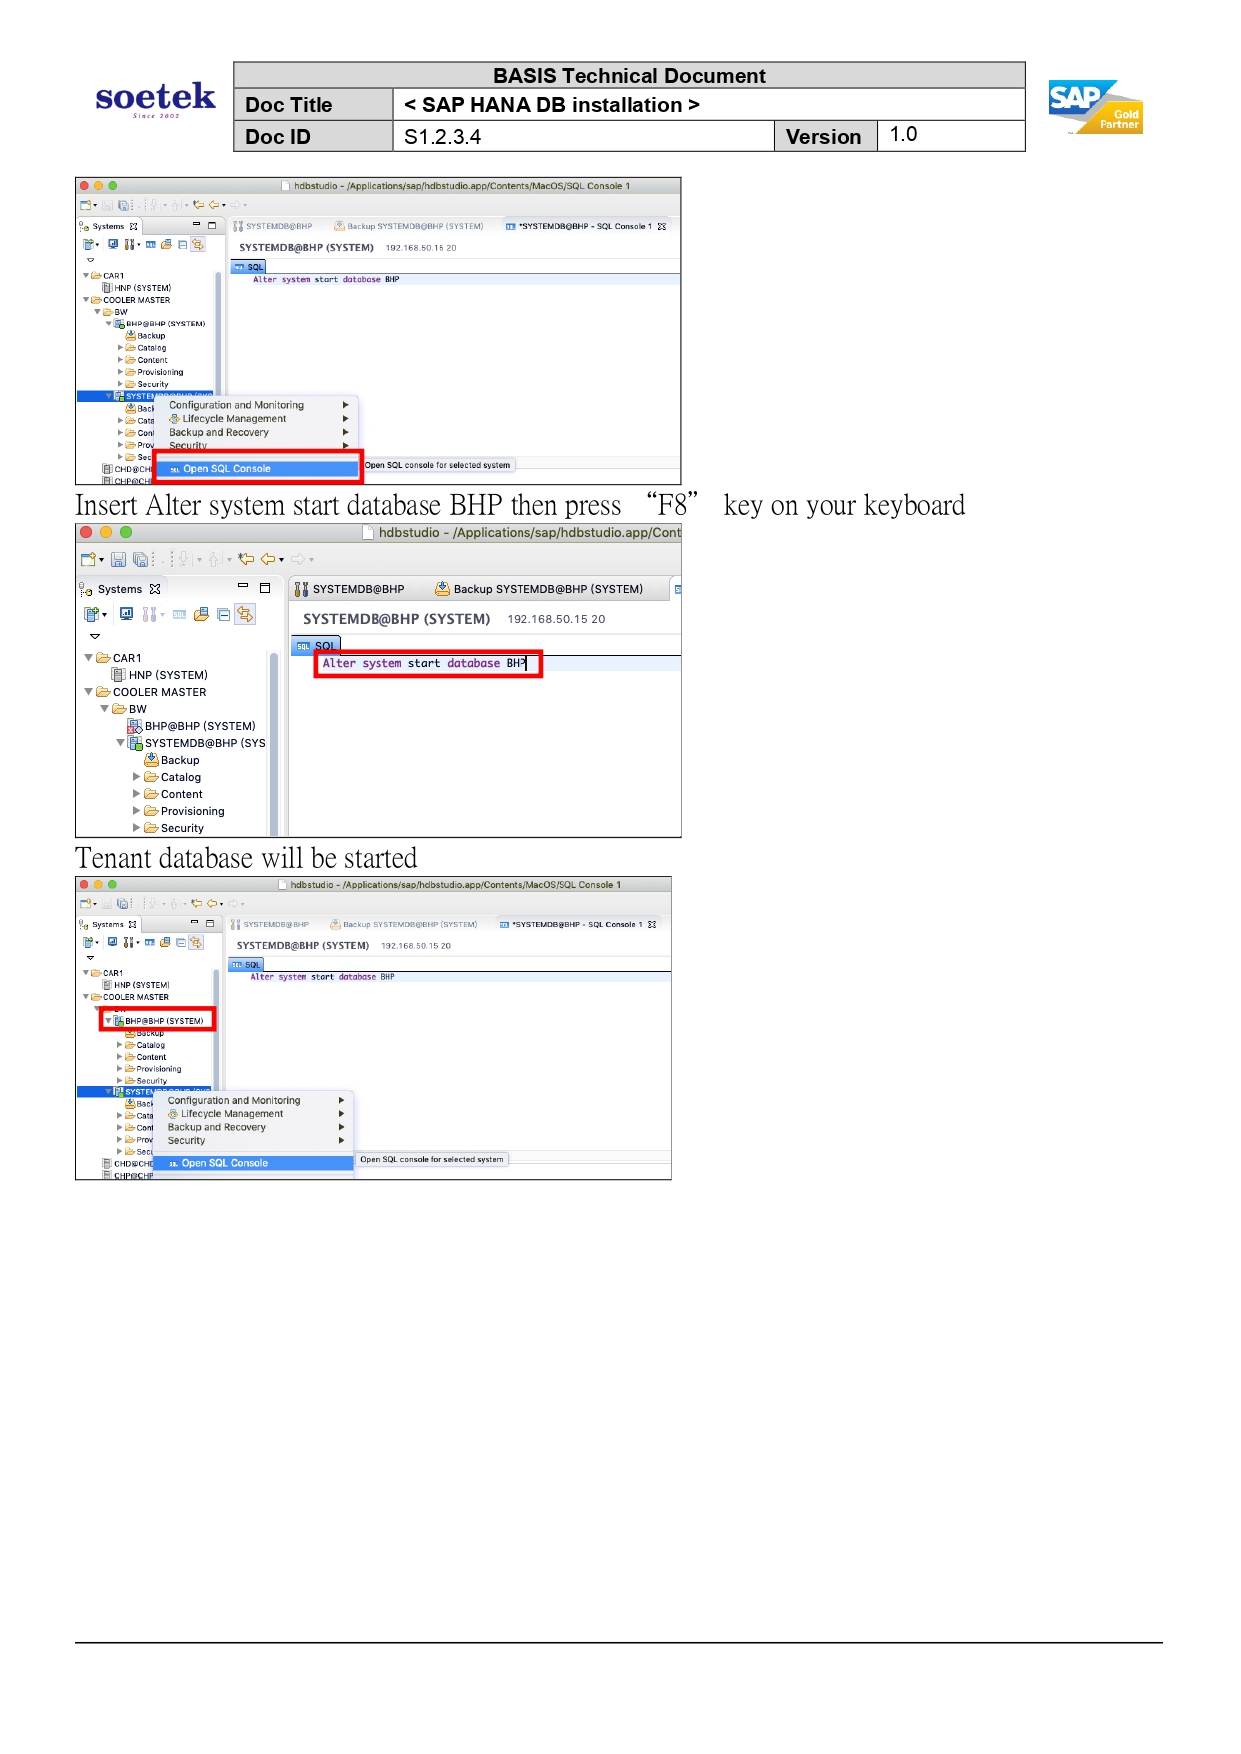 soetek
Since 2002
BASIS Technical Document
Doc Title < SAP HANA DB installation >
Doc ID S1.2.3.4 Version 1.0
SAP Gold Partner
hdbstudio - /Applications/sap/hdbstudio.app/Contents/MacOS/SQL Console 1
Systems
SYSTEMDB@BHP Backup SYSTEMDB@BHP (SYSTEM) *SYSTEMDB@BHP - SQL Console 1
SYSTEMDB@BHP (SYSTEM) 192.168.50.15 20
SQL
Alter system start database BHP
CAR1
HNP (SYSTEM)
COOLER MASTER
BW
BHP@BHP (SYSTEM)
Backup
Catalog
Content
Provisioning
Security
SYSTEMDB@BHP (SYS
Configuration and Monitoring
Lifecycle Management
Backup and Recovery
Security
Open SQL Console
Open SQL console for selected system
Back
Cata
Cont
Prov
Sec
CHD@CH
CHP@CH
Insert Alter system start database BHP then press “F8” key on your keyboard
hdbstudio - /Applications/sap/hdbstudio.app/Cont
Systems
SYSTEMDB@BHP Backup SYSTEMDB@BHP (SYSTEM)
SYSTEMDB@BHP (SYSTEM) 192.168.50.15 20
SQL
Alter system start database BHP
CAR1
HNP (SYSTEM)
COOLER MASTER
BW
BHP@BHP (SYSTEM)
SYSTEMDB@BHP (SYS
Backup
Catalog
Content
Provisioning
Security
Tenant database will be started
hdbstudio - /Applications/sap/hdbstudio.app/Contents/MacOS/SQL Console 1
Systems
SYSTEMDB@BHP Backup SYSTEMDB@BHP (SYSTEM) *SYSTEMDB@BHP - SQL Console 1
SYSTEMDB@BHP (SYSTEM) 192.168.50.15 20
SQL
Alter system start database BHP
CAR1
HNP (SYSTEM)
COOLER MASTER
BW
BHP@BHP (SYSTEM)
Backup
Catalog
Content
Provisioning
Security
Configuration and Monitoring
Lifecycle Management
Backup and Recovery
Security
Open SQL Console
Open SQL console for selected system
Back
Cata
Cont
Prov
Sec
CHD@CHD
CHP@CHP